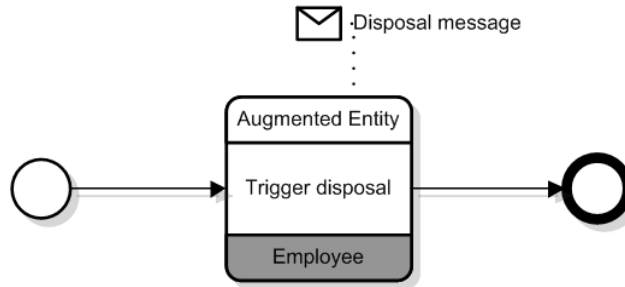 Disposal message
Augmented Entity
Trigger disposal
Employee